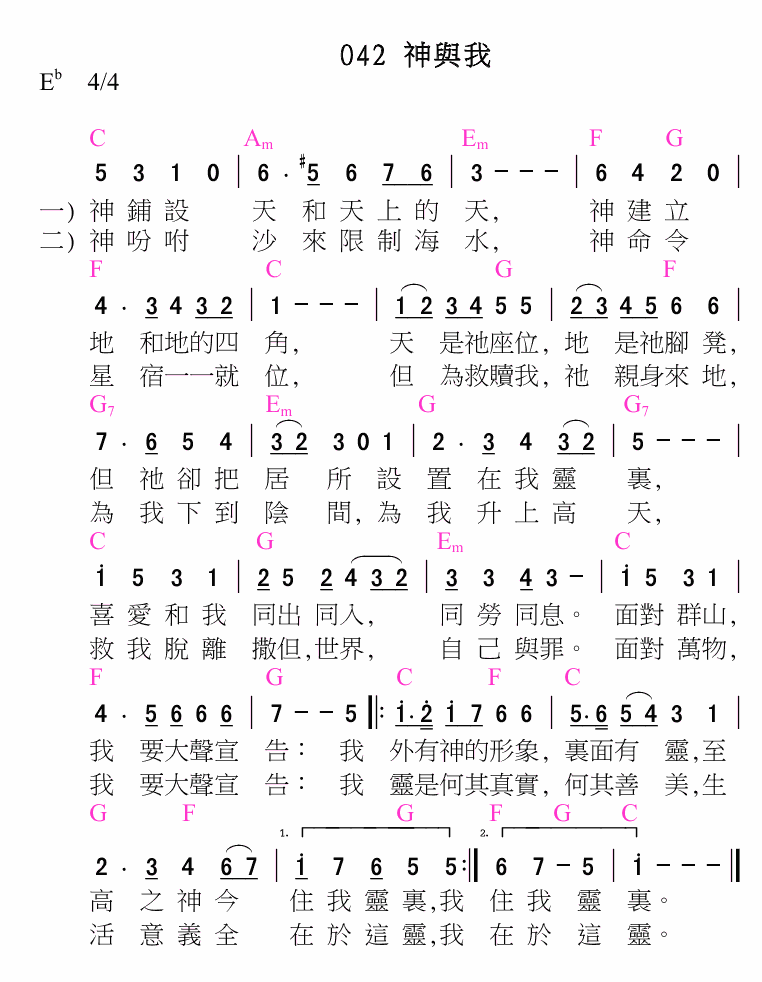 042 神與我
E♭ 4/4
C Am Em F G
5 3 1 0 | 6 . #5 6 7 6 | 3 - - - | 6 4 2 0 |
一) 神 鋪 設 天 和 天 上 的 天, 神 建 立
二) 神 吩 咐 沙 來 限 制 海 水, 神 命 令
F C G F
4 . 3 4 3 2 | 1 - - - | 1 2 3 4 5 5 | 2 3 4 5 6 6 |
地 和地的四 角, 天 是祂座位, 地 是祂腳 凳,
星 宿一一就 位, 但 為救贖我, 祂 親身來 地,
G7 Em G G7
7 . 6 5 4 | 3 2 3 0 1 | 2 . 3 4 3 2 | 5 - - -
但 祂 卻 把 居 所 設 置 在 我 靈 裏,
為 我 下 到 陰 間, 為 我 升 上 高 天,
C G Em C
i 5 3 1 | 2 5 2 4 3 2 | 3 3 4 3 - | i 5 3 1 |
喜 愛 和 我 同出 同入, 同 勞 同息。 面對 群山,
救 我 脫 離 撒但,世界, 自 己 與罪。 面對 萬物,
F G C F C
4 . 5 6 6 6 | 7 - - 5 ‖: i . 2̇ i 7 6 6 | 5 . 6 5 4 3 1 |
我 要大聲宣 告： 我 外有神的形象, 裏面有 靈,至
我 要大聲宣 告： 我 靈是何其真實, 何其善 美,生
G F G F G C
1. 2.
2 . 3 4 6 7 | i 7 6 5 5 :‖ 6 7 - 5 | i - - - ‖
高 之 神 今 住 我 靈 裏,我 住 我 靈 裏。
活 意 義 全 在 於 這 靈,我 在 於 這 靈。